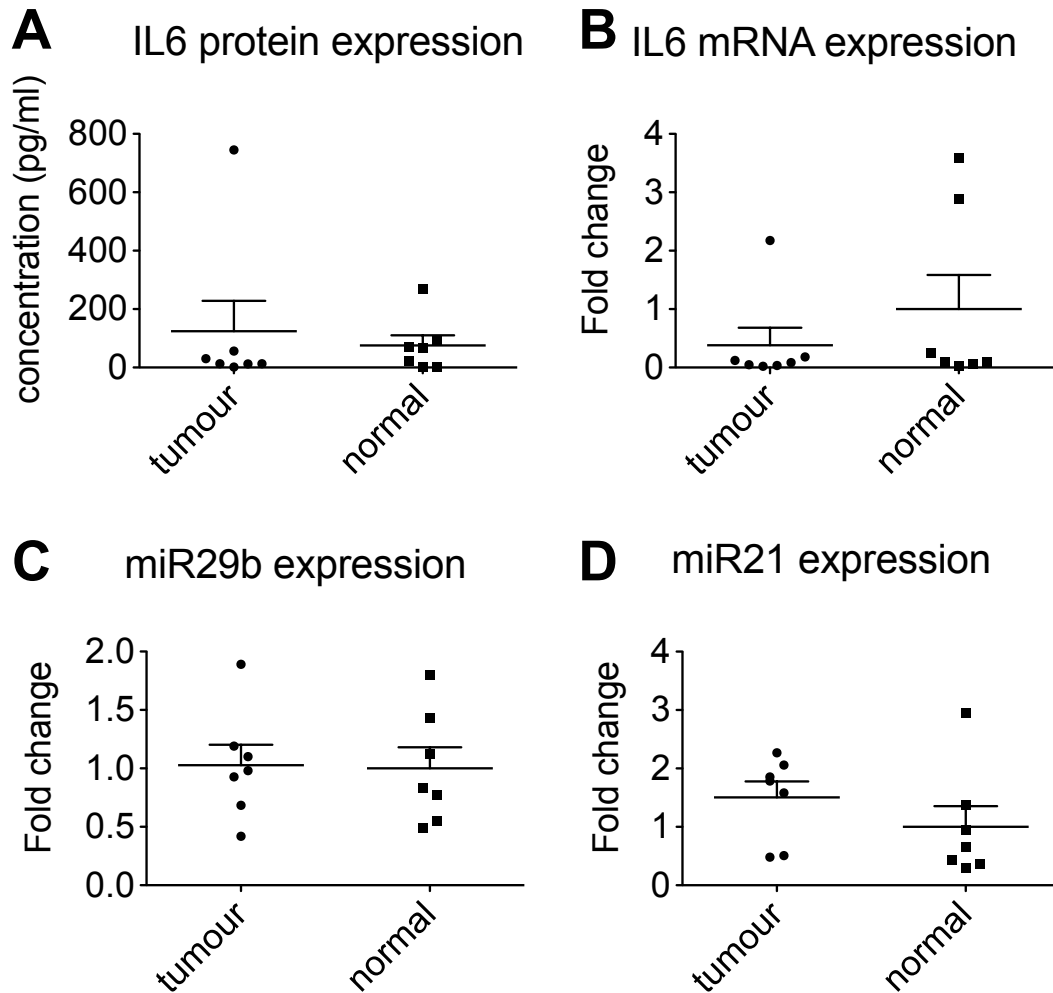 A IL6 protein expression
concentration (pg/ml)
800
600
400
200
0
tumour
normal
B IL6 mRNA expression
Fold change
4
3
2
1
0
tumour
normal
C miR29b expression
Fold change
2.0
1.5
1.0
0.5
0.0
tumour
normal
D miR21 expression
Fold change
4
3
2
1
0
tumour
normal